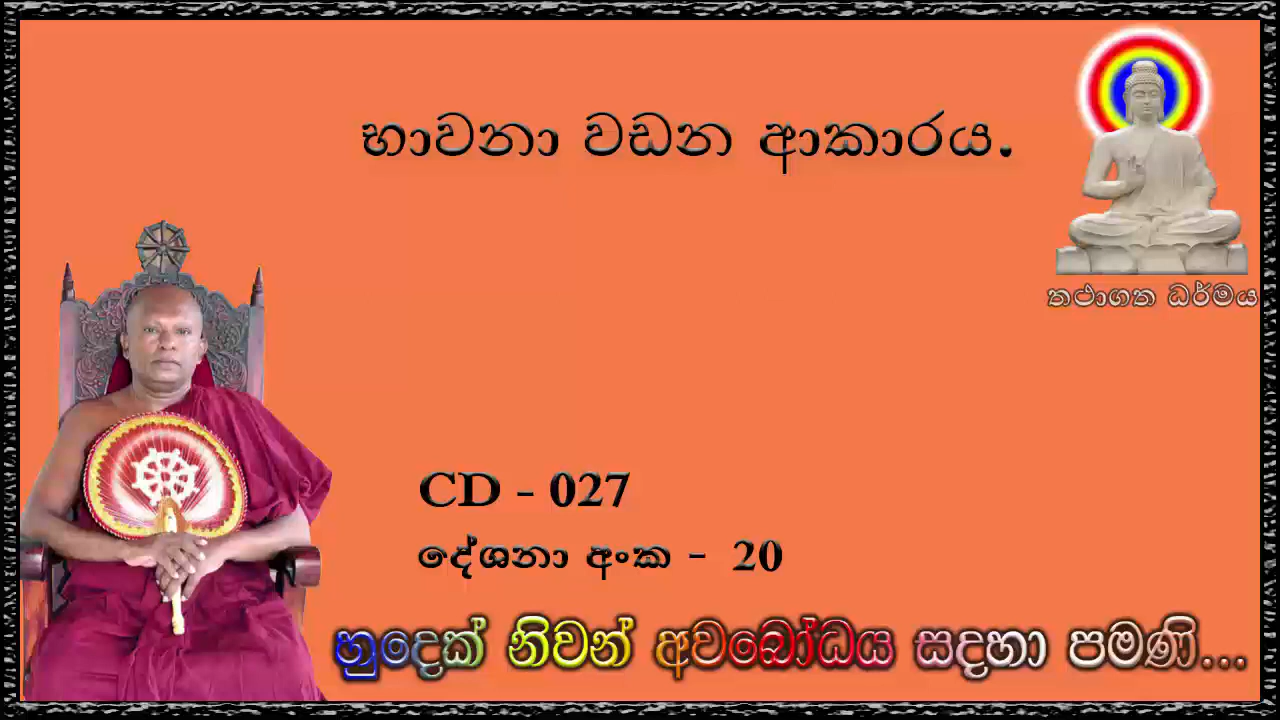 භාවනා වඩන ආකාරය.
තථාගත ධර්මය
CD - 027
දේශනා අංක - 20
හුදෙක් නිවන් අවබෝධය සඳහා පමණි...